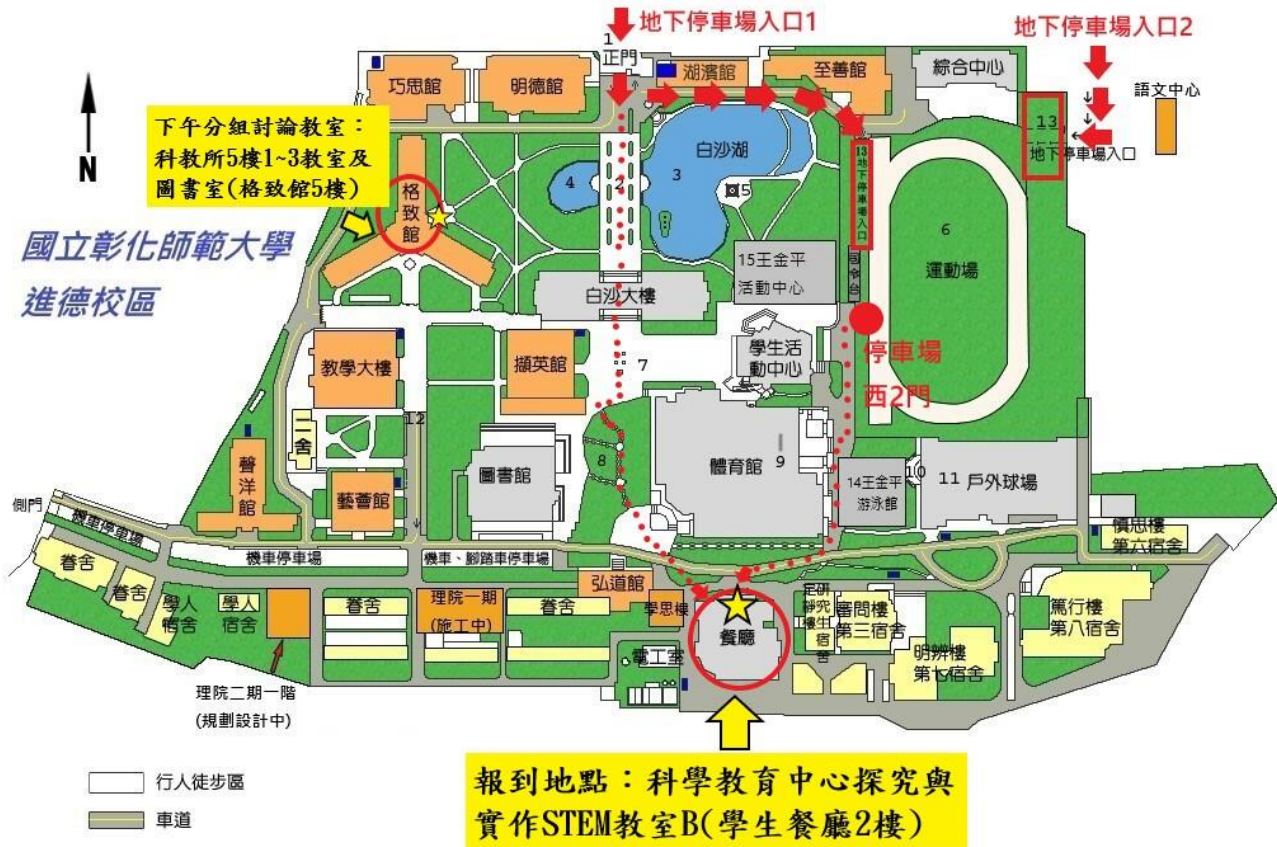 地下停車場入口1
地下停車場入口2
1
正門
巧思館
明德館
湖濱館
至善館
綜合中心
語文中心
13
地下停車場入口
下午分組討論教室：
科教所5樓1~3教室及
圖書室(格致館5樓)
N
格致館
4
2
3
白沙湖
5
13地下停車場入口
司令台
6
運動場
國立彰化師範大學
進德校區
白沙大樓
15王金平
活動中心
停車場
西2門
教學大樓
擷英館
7
學生活
動中心
12
二舍
聲洋館
藝薈館
圖書館
8
體育館
9
14王金平
游泳館
10
11 戶外球場
側門
機車停車場
機車停車場
機車、腳踏車停車場
慎思樓
第六宿舍
眷舍
眷舍
學人
宿舍
學人
宿舍
眷舍
理院一期
(施工中)
眷舍
弘道館
學思樓
電工室
餐廳
研究生宿舍
定靜樓
審問樓
第三宿舍
明辨樓
第七宿舍
篤行樓
第八宿舍
理院二期一階
(規劃設計中)
行人徒步區
車道
報到地點：科學教育中心探究與
實作STEM教室B(學生餐廳2樓)